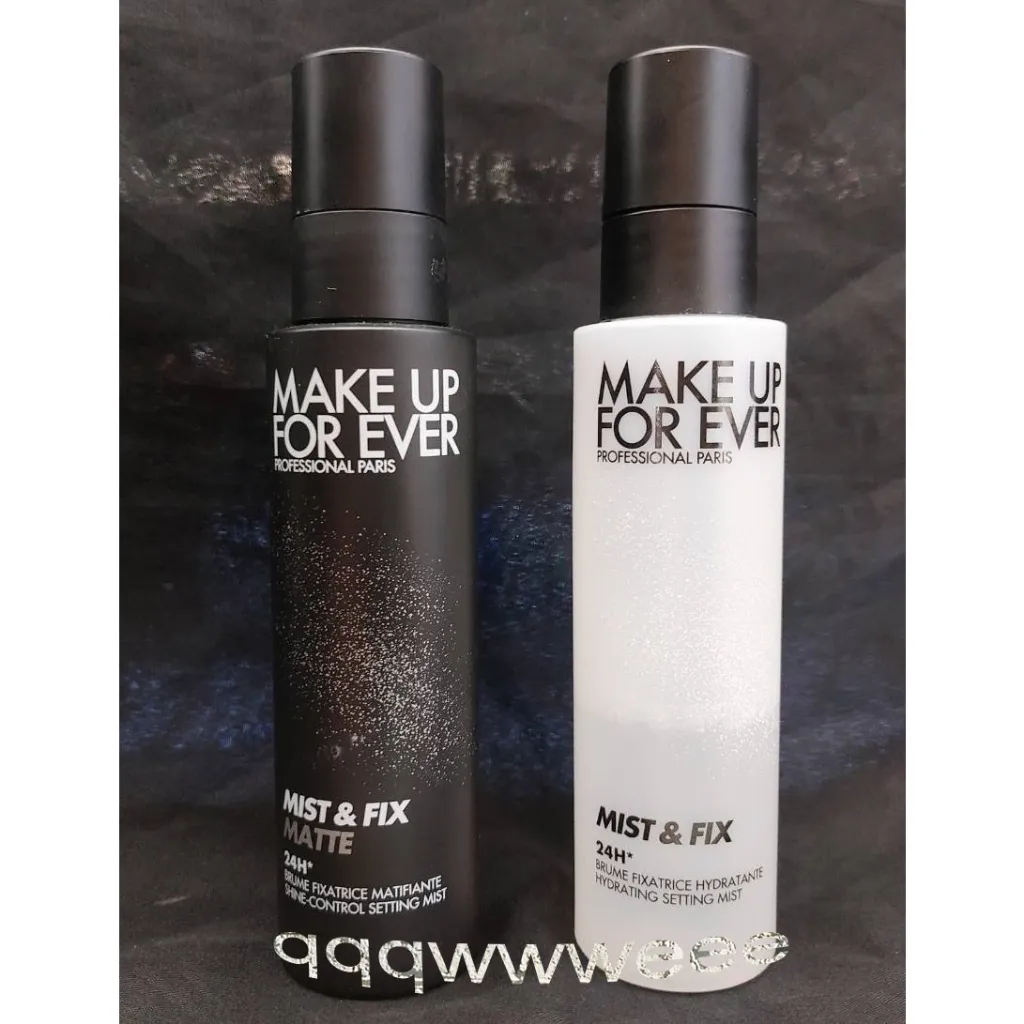 MAKE UP
FOR EVER
PROFESSIONAL PARIS
MIST & FIX
MATTE
24H*
BRUME FIXATRICE MATIFIANTE
SHINE-CONTROL SETTING MIST
MAKE UP
FOR EVER
PROFESSIONAL PARIS
MIST & FIX
24H*
BRUME FIXATRICE HYDRATANTE
HYDRATING SETTING MIST
qqqwwweee